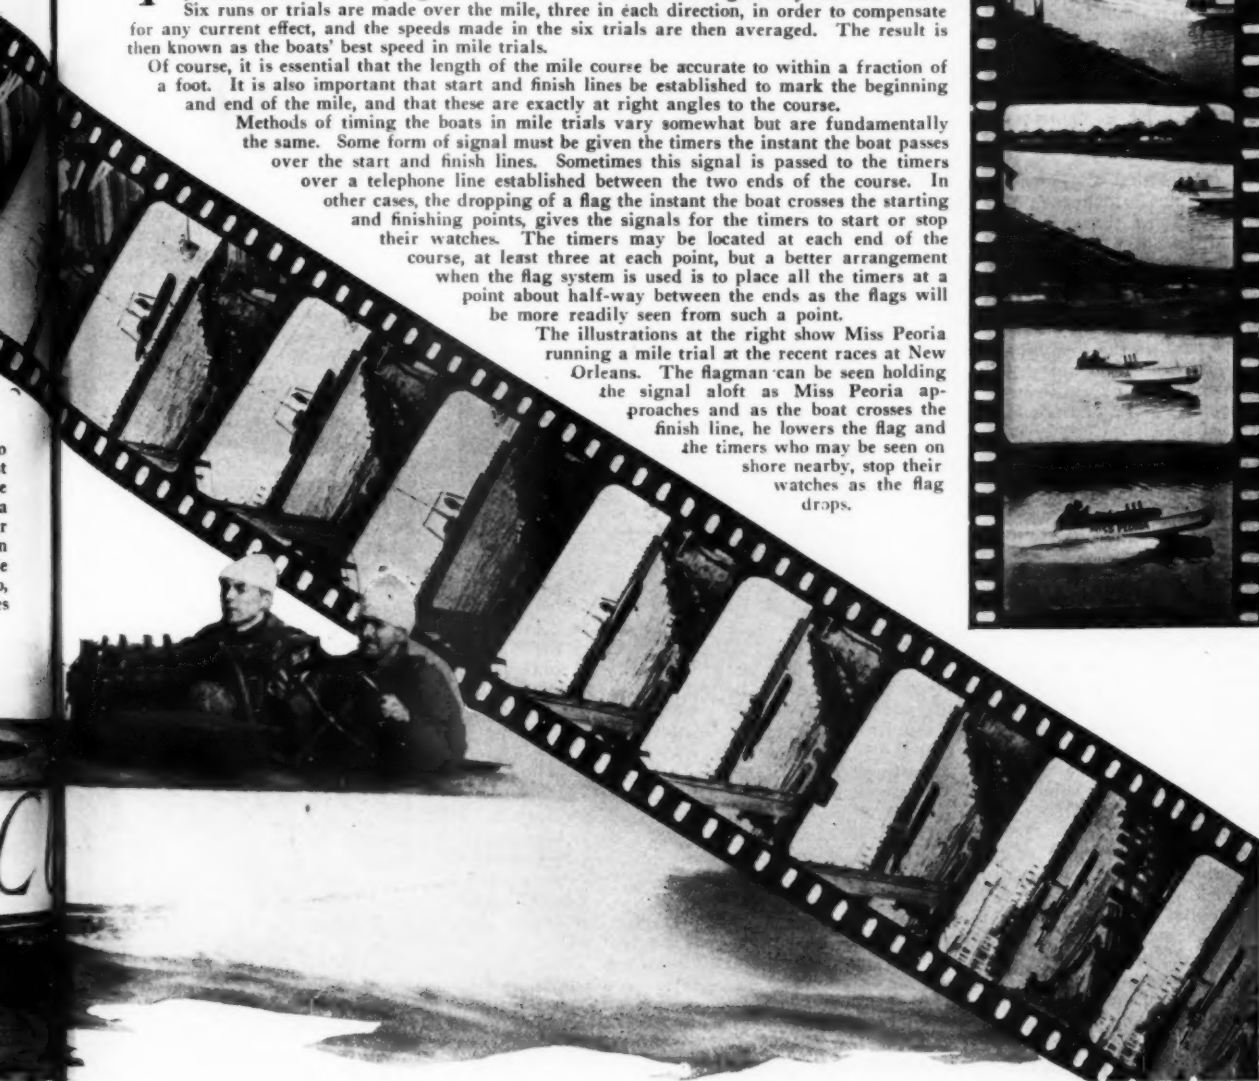 Six runs or trials are made over the mile, three in each direction, in order to compensate
for any current effect, and the speeds made in the six trials are then averaged. The result is
then known as the boats' best speed in mile trials.
Of course, it is essential that the length of the mile course be accurate to within a fraction of
a foot. It is also important that start and finish lines be established to mark the beginning
and end of the mile, and that these are exactly at right angles to the course.
Methods of timing the boats in mile trials vary somewhat but are fundamentally
the same. Some form of signal must be given the timers the instant the boat passes
over the start and finish lines. Sometimes this signal is passed to the timers
over a telephone line established between the two ends of the course. In
other cases, the dropping of a flag the instant the boat crosses the starting
and finishing points, gives the signals for the timers to start or stop
their watches. The timers may be located at each end of the
course, at least three at each point, but a better arrangement
when the flag system is used is to place all the timers at a
point about half-way between the ends as the flags will
be more readily seen from such a point.
The illustrations at the right show Miss Peoria
running a mile trial at the recent races at New
Orleans. The flagman can be seen holding
the signal aloft as Miss Peoria ap-
proaches and as the boat crosses the
finish line, he lowers the flag and
the timers who may be seen on
shore nearby, stop their
watches as the flag
drops.